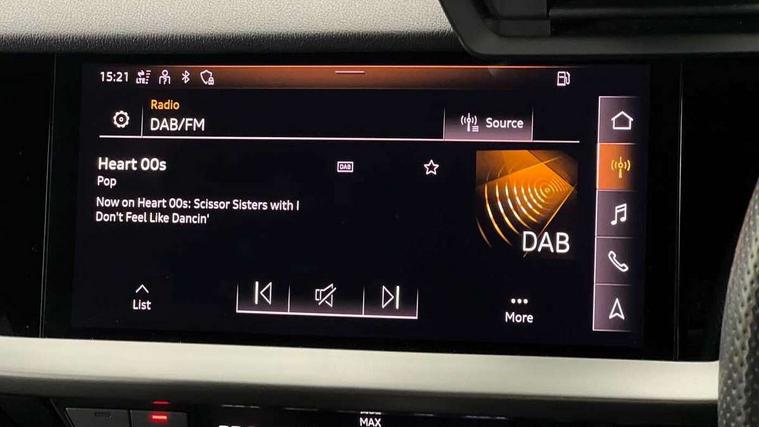 15:21 LTE
Radio
DAB/FM
Source
Heart 00s
DAB
Pop
Now on Heart 00s: Scissor Sisters with I
Don't Feel Like Dancin'
DAB
List
More
MAX